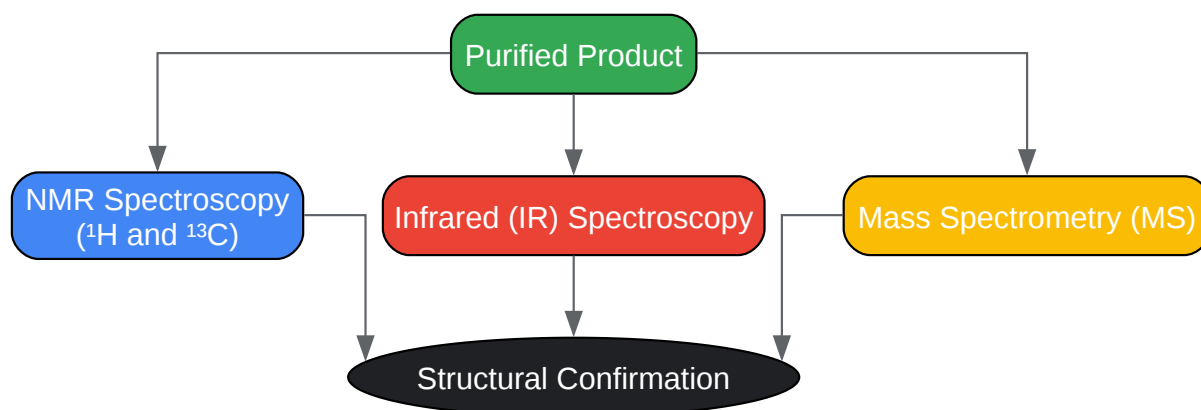 Purified Product
NMR Spectroscopy
(¹H and ¹³C)
Infrared (IR) Spectroscopy
Mass Spectrometry (MS)
Structural Confirmation